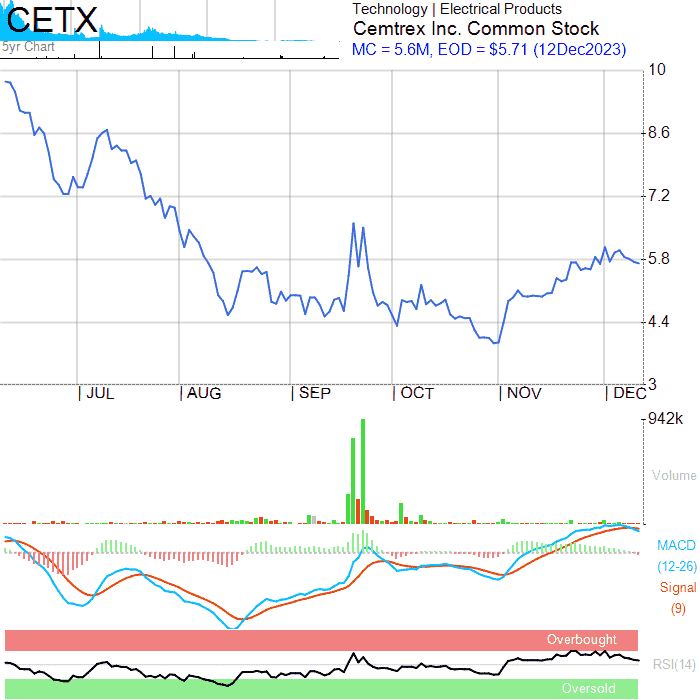 CETX
5yr Chart
Technology | Electrical Products
Cemtrex Inc. Common Stock
MC = 5.6M, EOD = $5.71 (12Dec2023)
10
8.6
7.2
5.8
4.4
3
| JUL | AUG | SEP | OCT | NOV | DEC
942k
Volume
MACD
(12-26)
Signal
(9)
Overbought
RSI(14)
Oversold